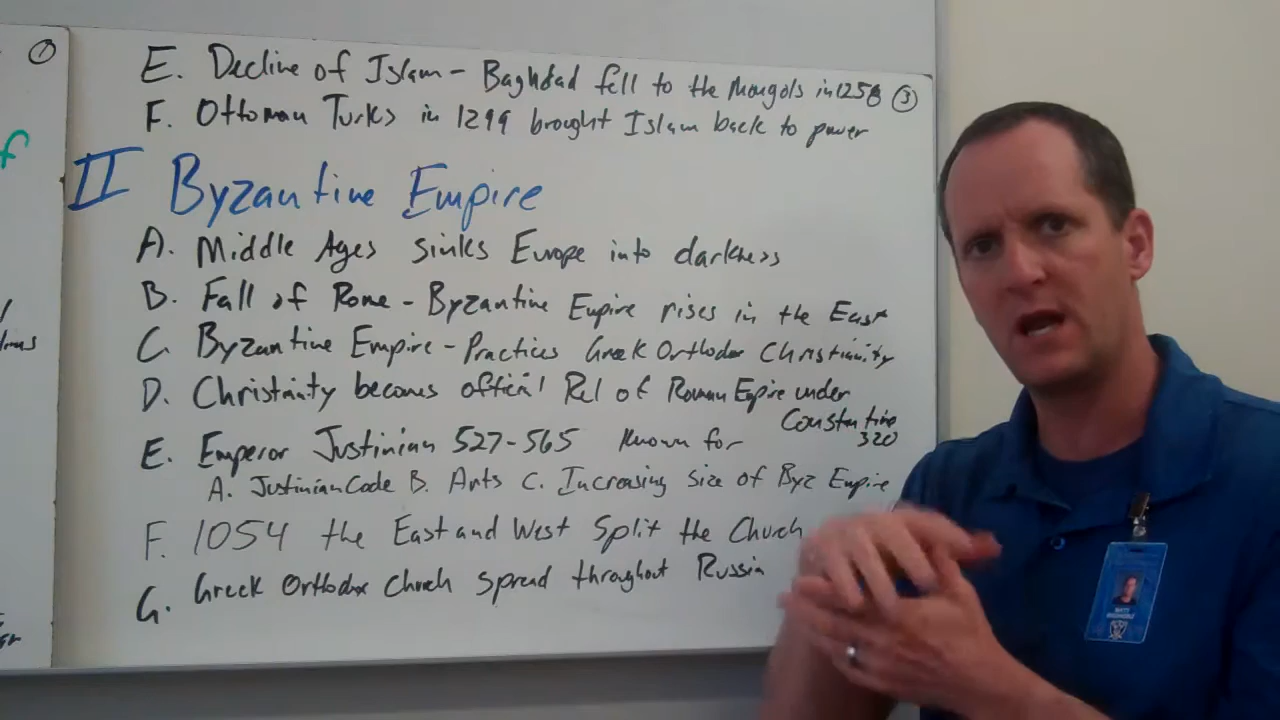 ①
E. Decline of Islam - Baghdad fell to the Mongols in 1258 ③
F. Ottoman Turks in 1299 brought Islam back to power
f
II Byzantine Empire
A. Middle Ages sinks Europe into darkness
B. Fall of Rome - Byzantine Empire rises in the East
C. Byzantine Empire - Practices Greek Orthodox Christianity
D. Christianity becomes official Rel of Roman Empire under
Constantine
320
E. Emperor Justinian 527-565 Known for
A. Justinian Code B. Arts C. Increasing size of Byz Empire
F. 1054 the East and West Split the Church
G. Greek Orthodox Church spread throughout Russia
MATT